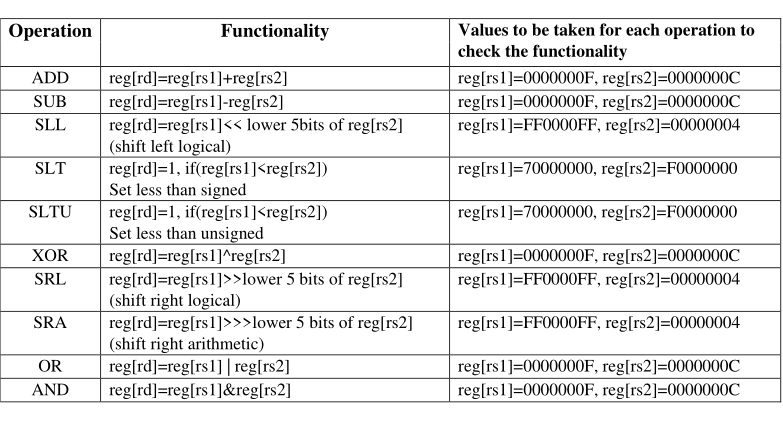 Operation Functionality Values to be taken for each operation to
check the functionality
ADD reg[rd]=reg[rs1]+reg[rs2] reg[rs1]=0000000F, reg[rs2]=0000000C
SUB reg[rd]=reg[rs1]-reg[rs2] reg[rs1]=0000000F, reg[rs2]=0000000C
SLL reg[rd]=reg[rs1]<< lower 5bits of reg[rs2] reg[rs1]=FF0000FF, reg[rs2]=00000004
(shift left logical)
SLT reg[rd]=1, if(reg[rs1]<reg[rs2]) reg[rs1]=70000000, reg[rs2]=F0000000
Set less than signed
SLTU reg[rd]=1, if(reg[rs1]<reg[rs2]) reg[rs1]=70000000, reg[rs2]=F0000000
Set less than unsigned
XOR reg[rd]=reg[rs1]^reg[rs2] reg[rs1]=0000000F, reg[rs2]=0000000C
SRL reg[rd]=reg[rs1]>>lower 5 bits of reg[rs2] reg[rs1]=FF0000FF, reg[rs2]=00000004
(shift right logical)
SRA reg[rd]=reg[rs1]>>>lower 5 bits of reg[rs2] reg[rs1]=FF0000FF, reg[rs2]=00000004
(shift right arithmetic)
OR reg[rd]=reg[rs1] | reg[rs2] reg[rs1]=0000000F, reg[rs2]=0000000C
AND reg[rd]=reg[rs1]&reg[rs2] reg[rs1]=0000000F, reg[rs2]=0000000C